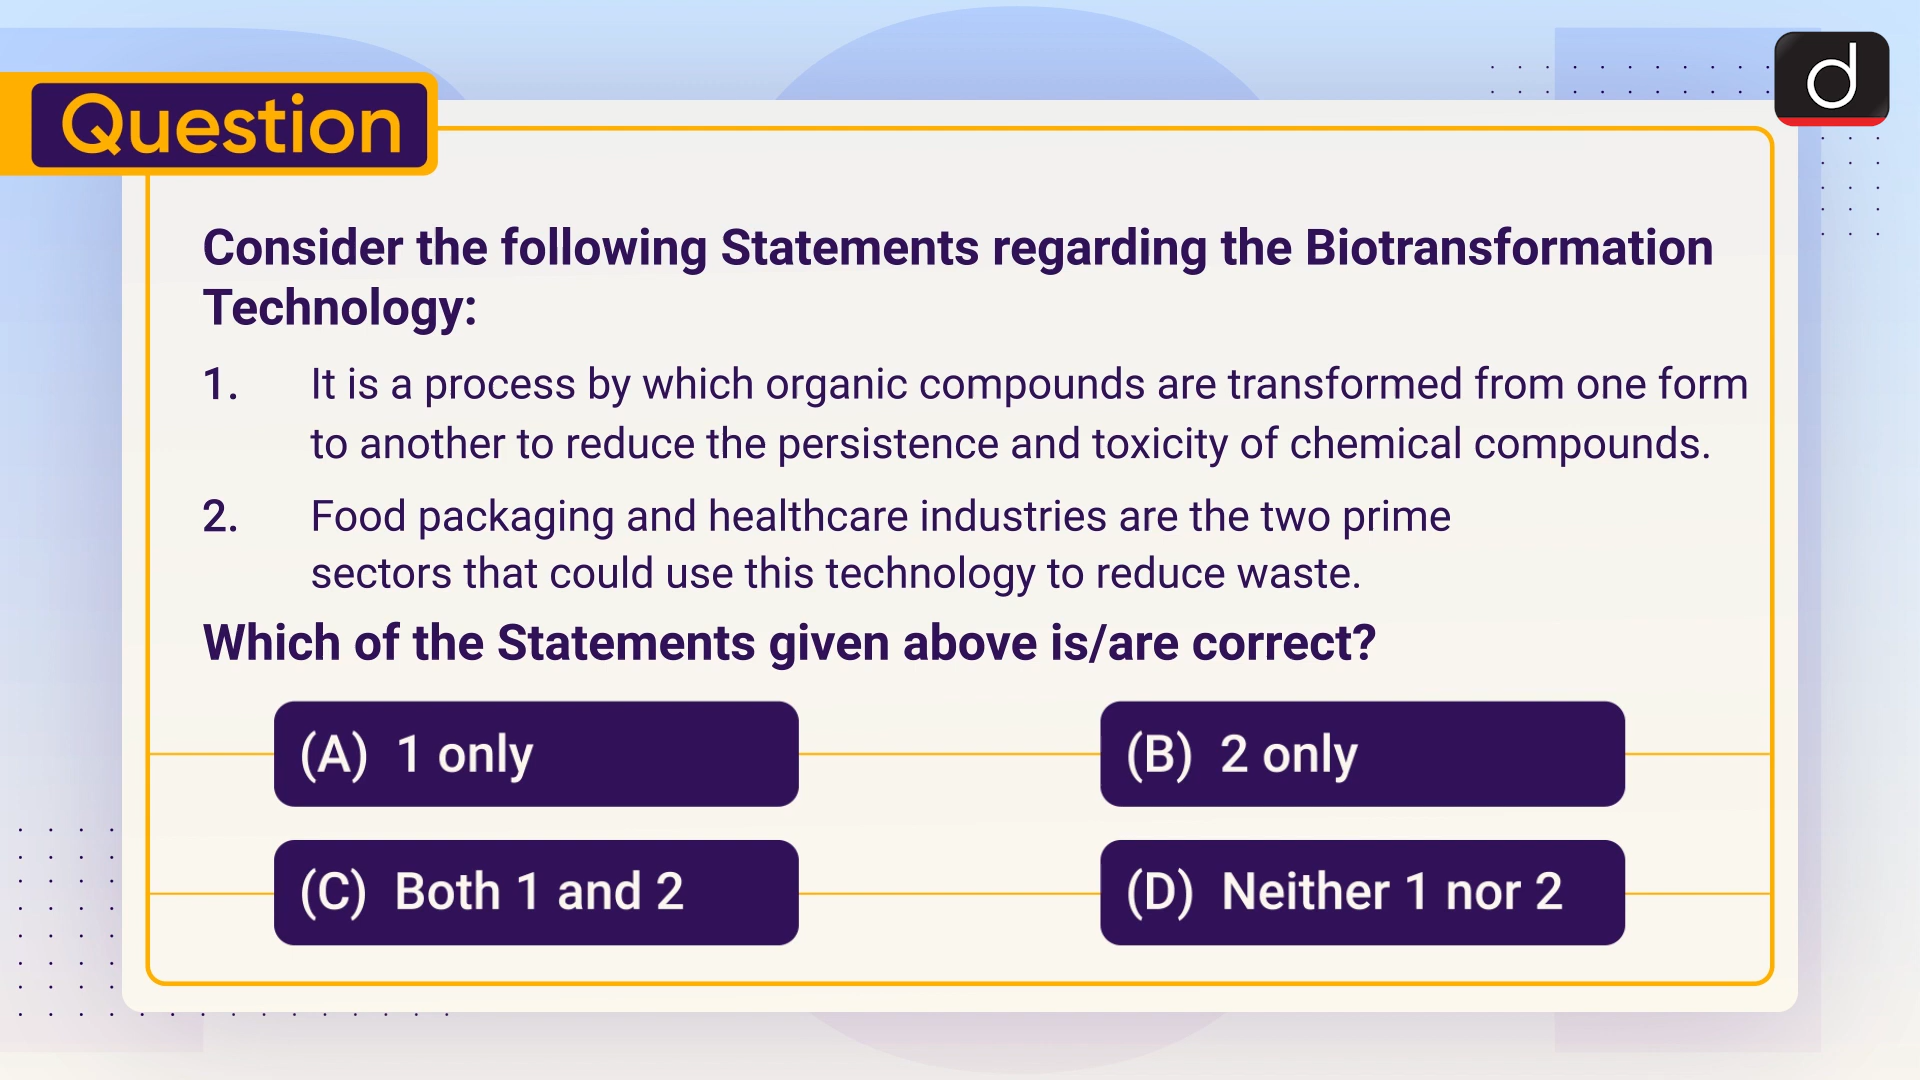 Question
Consider the following Statements regarding the Biotransformation
Technology:
1. It is a process by which organic compounds are transformed from one form
to another to reduce the persistence and toxicity of chemical compounds.
2. Food packaging and healthcare industries are the two prime
sectors that could use this technology to reduce waste.
Which of the Statements given above is/are correct?
(A) 1 only
(B) 2 only
(C) Both 1 and 2
(D) Neither 1 nor 2
d